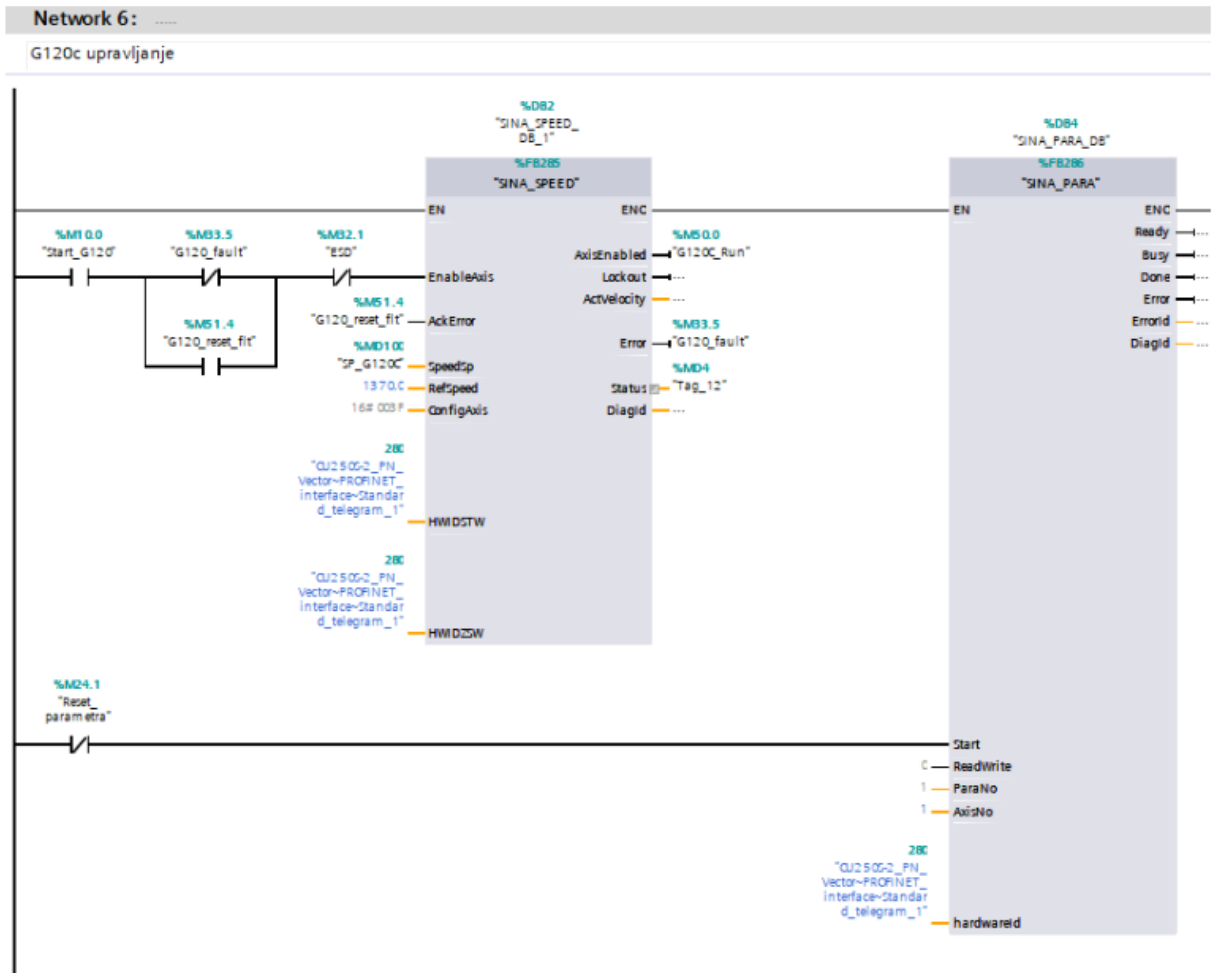 Network 6: .....
G120c upravljanje
%DB2
"SINA_SPEED_
DB_1"
%FB285
"SINA_SPEED"
EN
ENO
%M10.0
"Start_G120"
%M33.5
"G120_fault"
%M32.1
"ESD"
EnableAxis
%M51.4
"G120_reset_flt"
%M51.4
"G120_reset_flt"
AckError
%MD100
"SP_G120C"
SpeedSp
1370.0
RefSpeed
16#003F
ConfigAxis
280
"CU250S-2_PN_
Vector~PROFINET_
interface~Standar
d_telegram_1"
HWIDSTW
280
"CU250S-2_PN_
Vector~PROFINET_
interface~Standar
d_telegram_1"
HWIDZSW
AxisEnabled
%M50.0
"G120C_Run"
Lockout
...
ActVelocity
...
Error
%M33.5
"G120_fault"
Status
%MD4
"Tag_12"
DiagId
...
%DB4
"SINA_PARA_DB"
%FB286
"SINA_PARA"
EN
ENO
Ready
...
Busy
...
Done
...
Error
...
ErrorId
...
DiagId
...
%M24.1
"Reset_
parametra"
Start
0
ReadWrite
1
ParaNo
1
AxisNo
280
"CU250S-2_PN_
Vector~PROFINET_
interface~Standar
d_telegram_1"
hardwareId